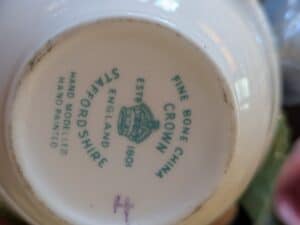 FINE BONE CHINA
CROWN
ESTD 1801
ENGLAND
STAFFORDSHIRE
HAND MODELLED
HAND PAINTED